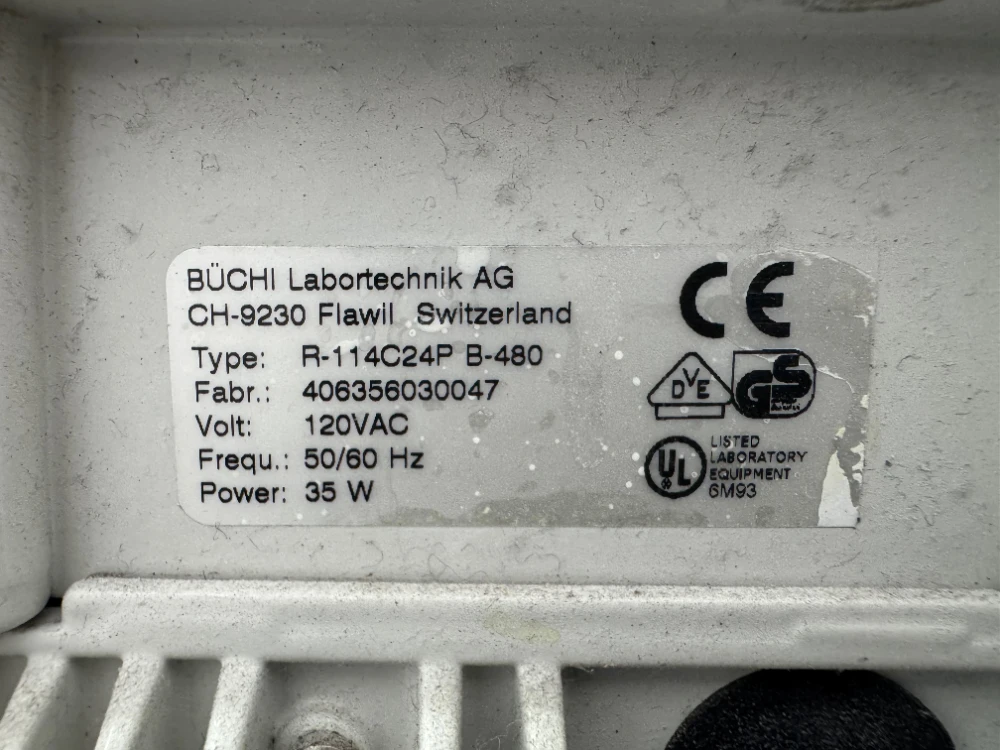 BÜCHI Labortechnik AG
CH-9230 Flawil Switzerland
Type: R-114C24P B-480
Fabr.: 406356030047
Volt: 120VAC
Frequ.: 50/60 Hz
Power: 35 W
CE
DVE
GS
UL
LISTED
LABORATORY
EQUIPMENT
6M93